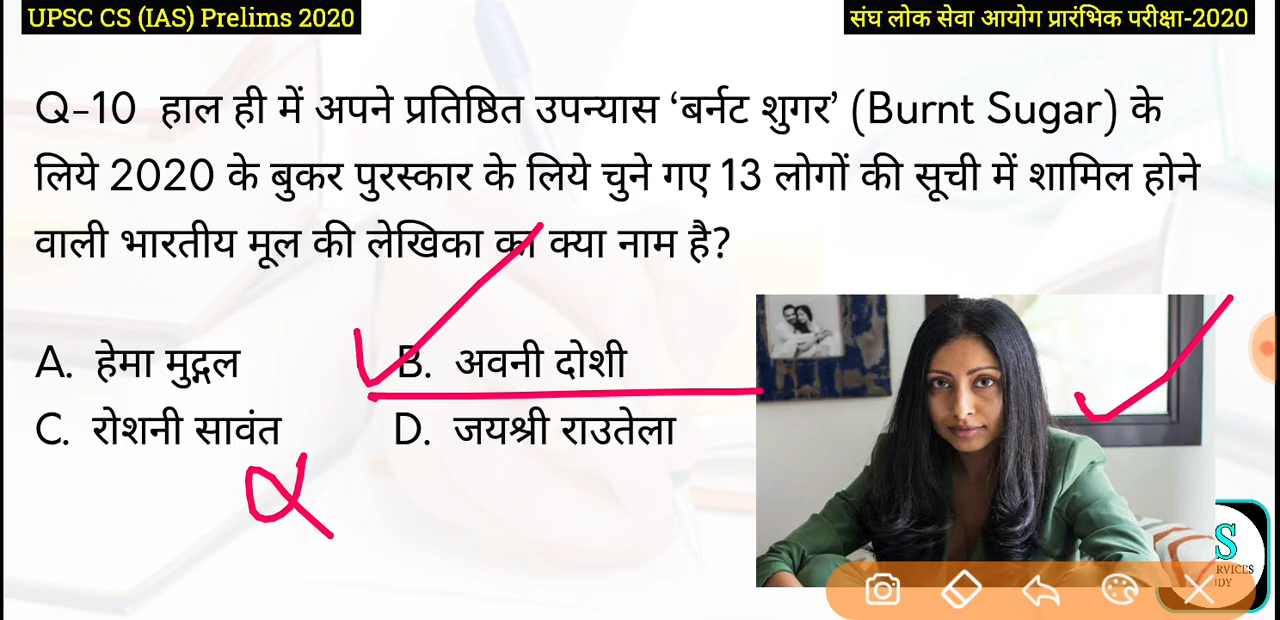 UPSC CS (IAS) Prelims 2020
संघ लोक सेवा आयोग प्रारंभिक परीक्षा-2020
Q-10 हाल ही में अपने प्रतिष्ठित उपन्यास ‘बर्नट शुगर’ (Burnt Sugar) के
लिये 2020 के बुकर पुरस्कार के लिये चुने गए 13 लोगों की सूची में शामिल होने
वाली भारतीय मूल की लेखिका का क्या नाम है?
A. हेमा मुद्गल B. अवनी दोशी
C. रोशनी सावंत D. जयश्री राउतेला
S
RVICES